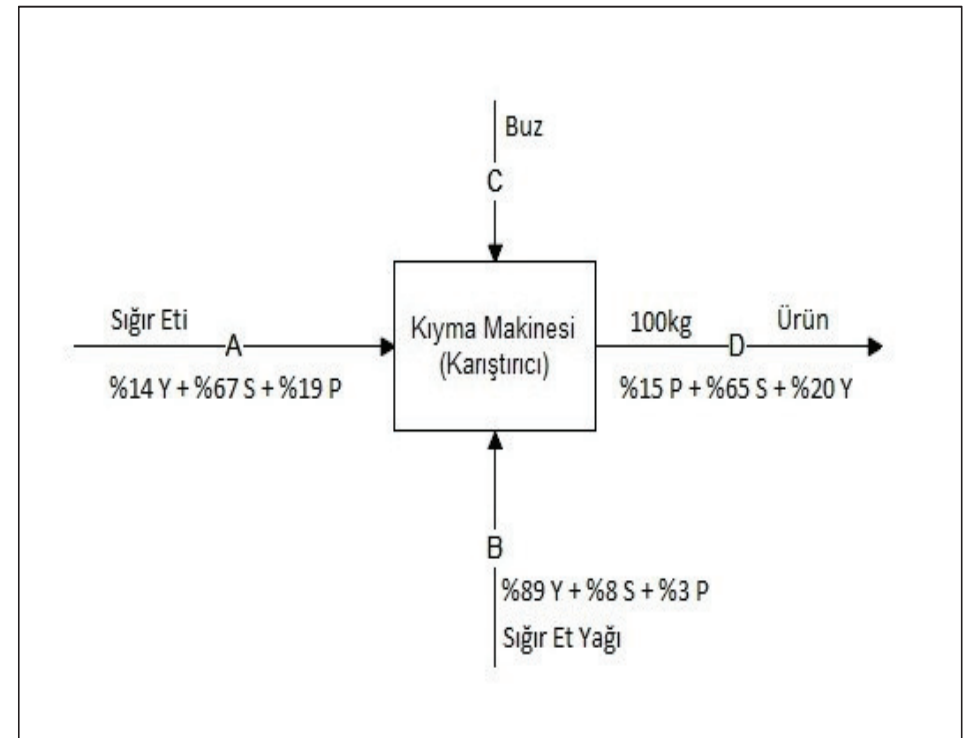 Buz
C
Sığır Eti
A
%14 Y + %67 S + %19 P
Kıyma Makinesi
(Karıştırıcı)
100kg
Ürün
D
%15 P + %65 S + %20 Y
B
%89 Y + %8 S + %3 P
Sığır Et Yağı